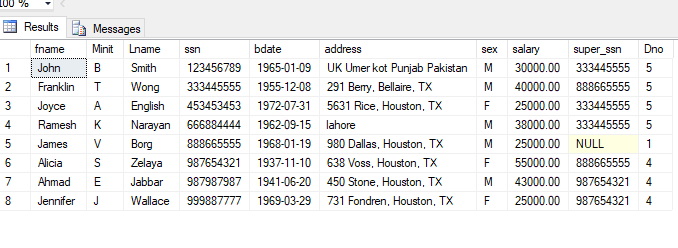 100 %
Results Messages
fname Minit Lname ssn bdate address sex salary super_ssn Dno
1 John B Smith 123456789 1965-01-09 UK Umer kot Punjab Pakistan M 30000.00 333445555 5
2 Franklin T Wong 333445555 1955-12-08 291 Berry, Bellaire, TX M 40000.00 888665555 5
3 Joyce A English 453453453 1972-07-31 5631 Rice, Houston, TX F 25000.00 333445555 5
4 Ramesh K Narayan 666884444 1962-09-15 lahore M 38000.00 333445555 5
5 James V Borg 888665555 1968-01-19 980 Dallas, Houston, TX M 25000.00 NULL 1
6 Alicia S Zelaya 987654321 1937-11-10 638 Voss, Houston, TX F 55000.00 888665555 4
7 Ahmad E Jabbar 987987987 1941-06-20 450 Stone, Houston, TX M 43000.00 987654321 4
8 Jennifer J Wallace 999887777 1969-03-29 731 Fondren, Houston, TX F 25000.00 987654321 4